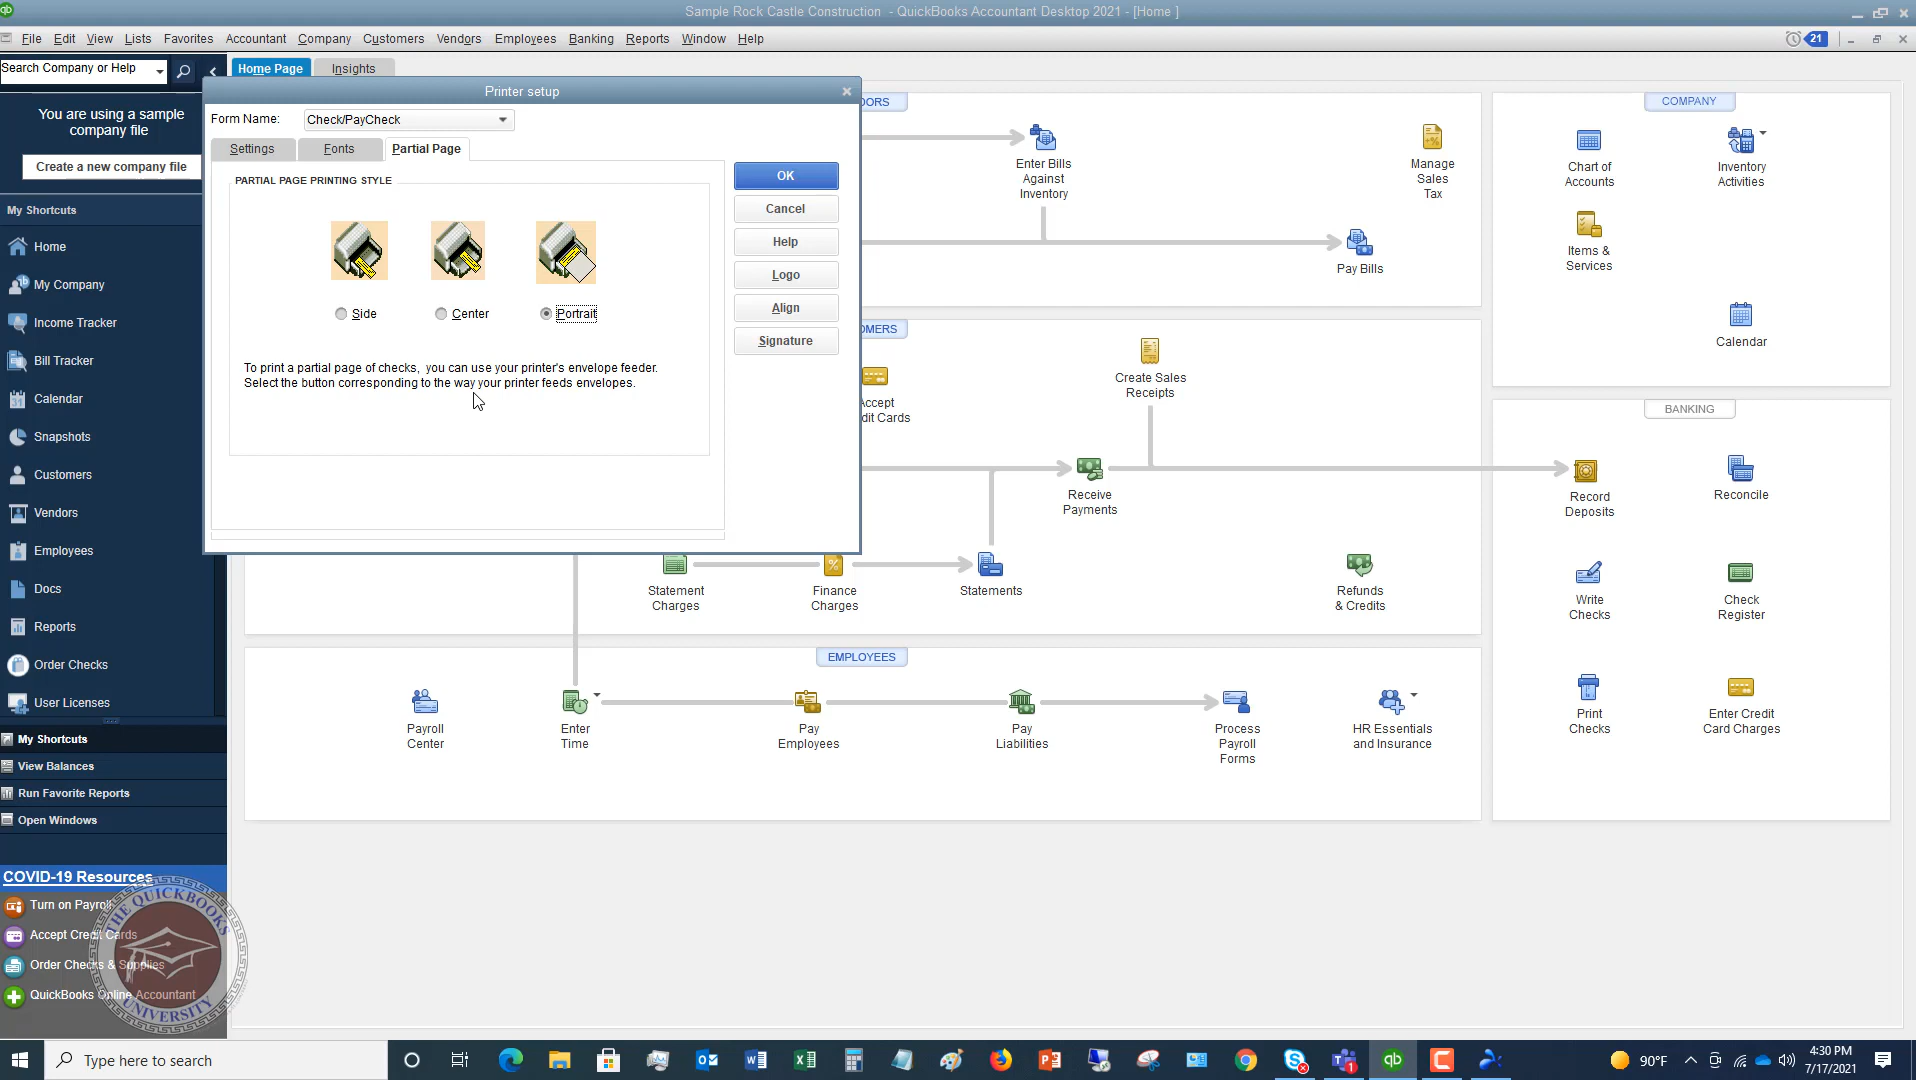 Sample Rock Castle Construction - QuickBooks Accountant Desktop 2021 - [Home ]
File Edit View Lists Favorites Accountant Company Customers Vendors Employees Banking Reports Window Help
21
Search Company or Help
Home Page
Insights
You are using a sample
company file
Create a new company file
My Shortcuts
Home
My Company
Income Tracker
Bill Tracker
Calendar
Snapshots
Customers
Vendors
Employees
Docs
Reports
Order Checks
User Licenses
My Shortcuts
View Balances
Run Favorite Reports
Open Windows
COVID-19 Resources
Turn on Payroll
Accept Credit Cards
Order Checks & Supplies
QuickBooks Online Accountant
THE QUICKBOOKS
UNIVERSITY
Printer setup
Form Name:
Check/PayCheck
Settings
Fonts
Partial Page
PARTIAL PAGE PRINTING STYLE
Side
Center
Portrait
To print a partial page of checks, you can use your printer's envelope feeder.
Select the button corresponding to the way your printer feeds envelopes.
OK
Cancel
Help
Logo
Align
Signature
DORS
Enter Bills
Against
Inventory
Manage
Sales
Tax
Pay Bills
OMERS
Accept
dit Cards
Create Sales
Receipts
Receive
Payments
Statement
Charges
Finance
Charges
Statements
Refunds
& Credits
EMPLOYEES
Payroll
Center
Enter
Time
Pay
Employees
Pay
Liabilities
Process
Payroll
Forms
HR Essentials
and Insurance
COMPANY
Chart of
Accounts
Inventory
Activities
Items &
Services
Calendar
BANKING
Record
Deposits
Reconcile
Write
Checks
Check
Register
Print
Checks
Enter Credit
Card Charges
Type here to search
90°F
4:30 PM
7/17/2021